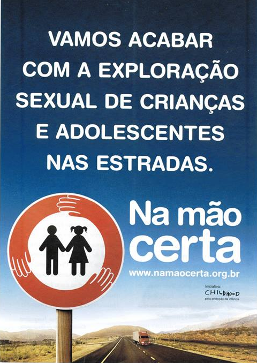 VAMOS ACABAR
COM A EXPLORAÇÃO
SEXUAL DE CRIANÇAS
E ADOLESCENTES
NAS ESTRADAS.
Na mão
certa
www.namaocerta.org.br
CHILDHOOD